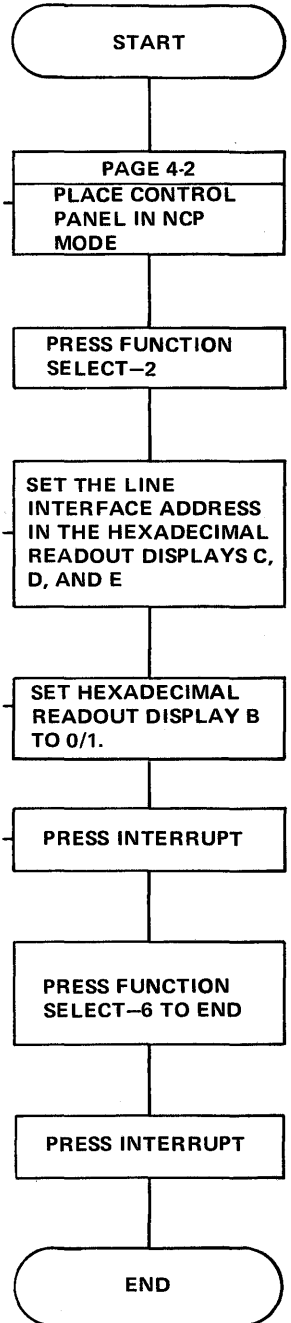 START
PAGE 4-2
PLACE CONTROL
PANEL IN NCP
MODE
PRESS FUNCTION
SELECT—2
SET THE LINE
INTERFACE ADDRESS
IN THE HEXADECIMAL
READOUT DISPLAYS C,
D, AND E
SET HEXADECIMAL
READOUT DISPLAY B
TO 0/1.
PRESS INTERRUPT
PRESS FUNCTION
SELECT—6 TO END
PRESS INTERRUPT
END